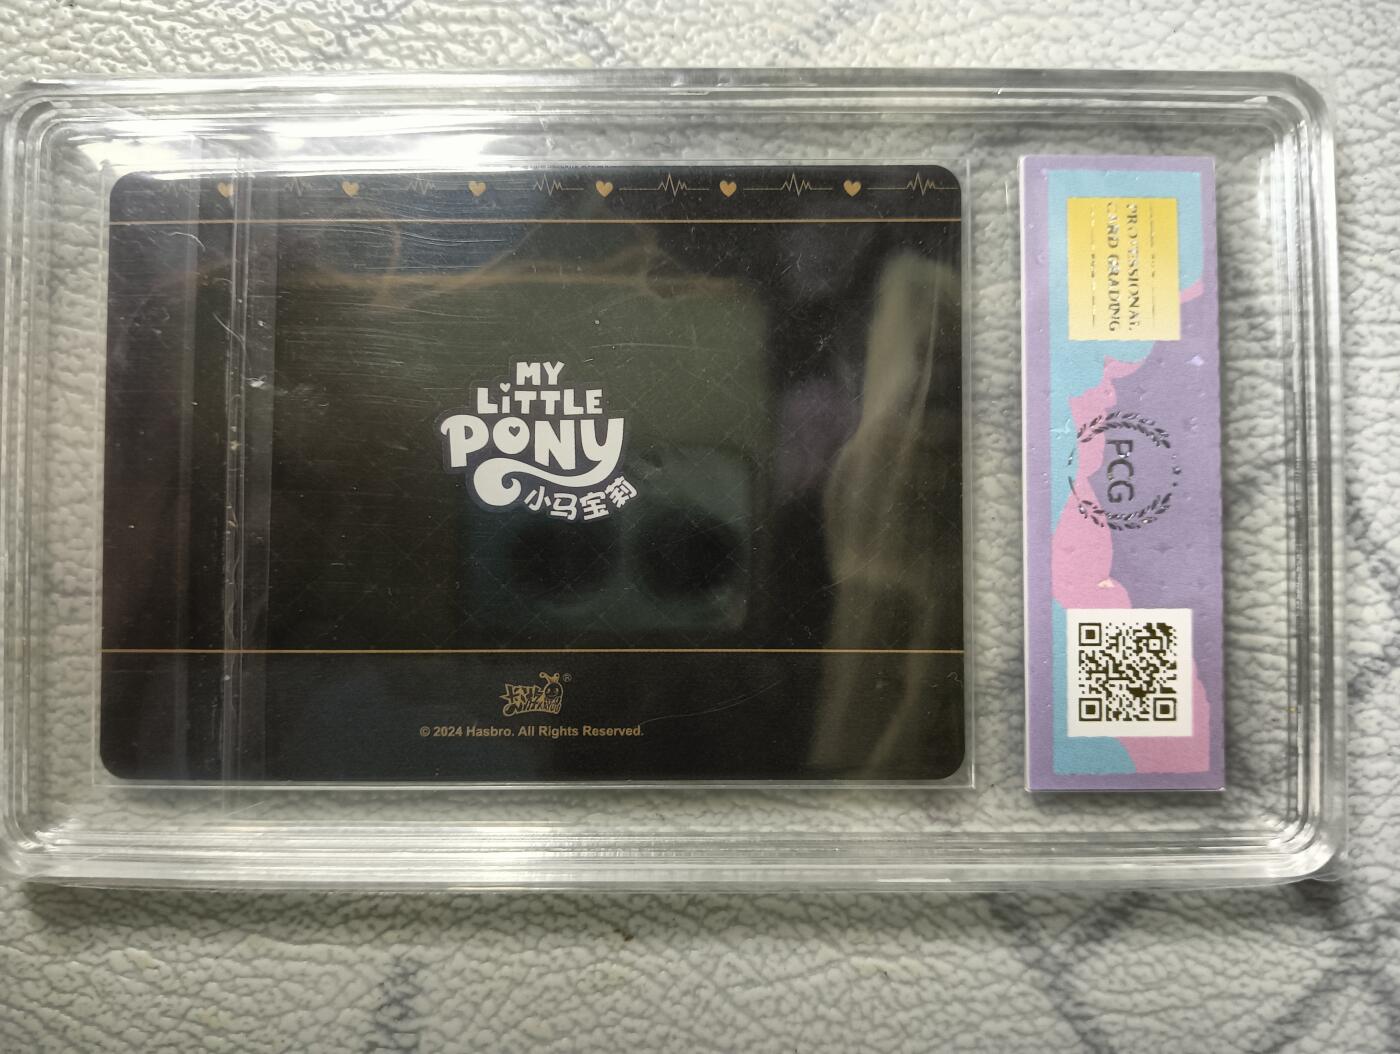 MY
LiTTLE
PONY
小马宝莉
®
© 2024 Hasbro. All Rights Reserved.
PROFESSIONAL
CARD GRADING
PCG